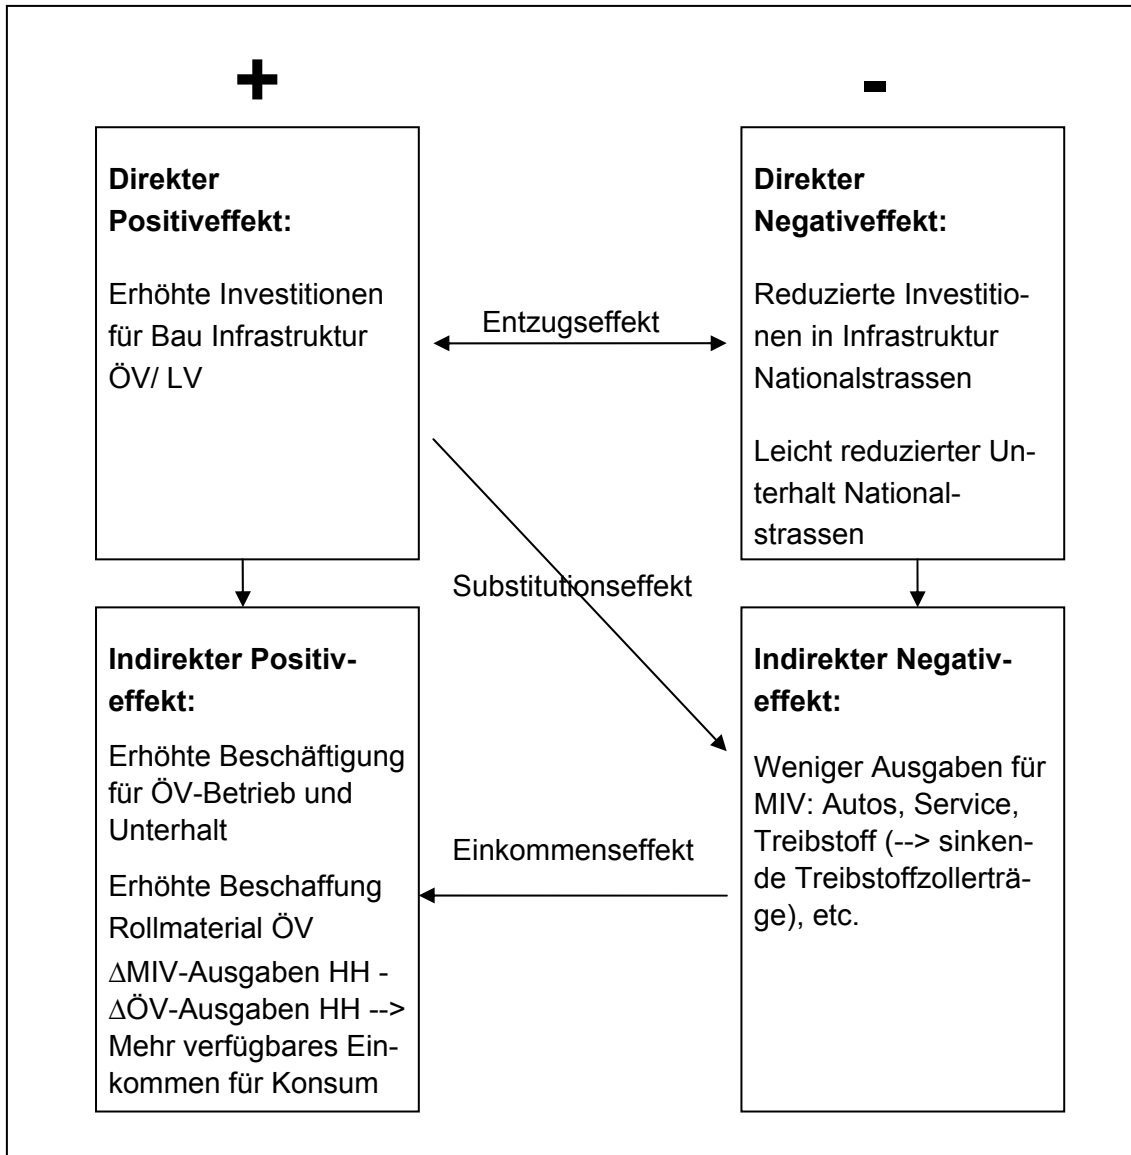 +
-
Direkter
Positiveffekt:
Erhöhte Investitionen
für Bau Infrastruktur
ÖV/ LV
Entzugseffekt
Direkter
Negativeffekt:
Reduzierte Investitio-
nen in Infrastruktur
Nationalstrassen
Leicht reduzierter Un-
terhalt National-
strassen
Substitutionseffekt
Indirekter Positiv-
effekt:
Erhöhte Beschäftigung
für ÖV-Betrieb und
Unterhalt
Erhöhte Beschaffung
Rollmaterial ÖV
∆MIV-Ausgaben HH -
∆ÖV-Ausgaben HH -->
Mehr verfügbares Ein-
kommen für Konsum
Einkommenseffekt
Indirekter Negativ-
effekt:
Weniger Ausgaben für
MIV: Autos, Service,
Treibstoff (--> sinken-
de Treibstoffzollerträ-
ge), etc.